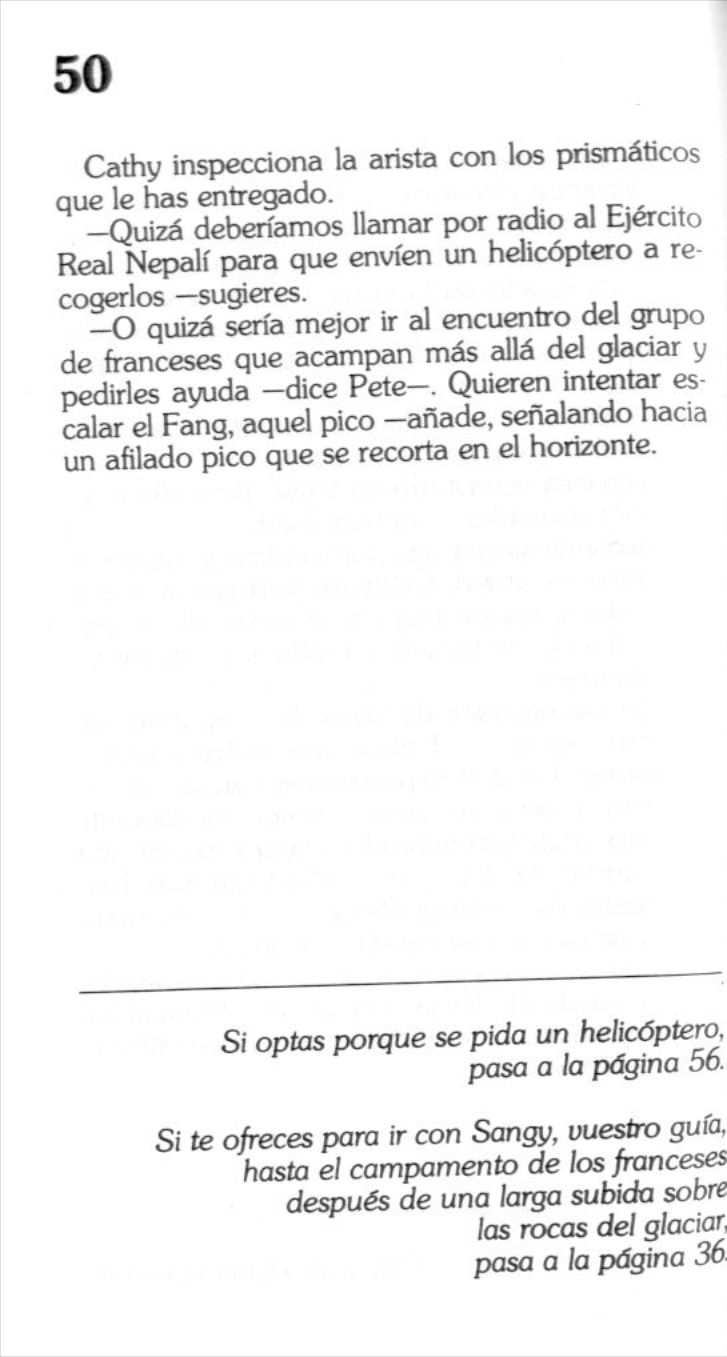 50
Cathy inspecciona la arista con los prismáticos
que le has entregado.
—Quizá deberíamos llamar por radio al Ejército
Real Nepalí para que envíen un helicóptero a re-
cogerlos —sugieres.
—O quizá sería mejor ir al encuentro del grupo
de franceses que acampan más allá del glaciar y
pedirles ayuda —dice Pete—. Quieren intentar es-
calar el Fang, aquel pico —añade, señalando hacia
un afilado pico que se recorta en el horizonte.
Si optas porque se pida un helicóptero,
pasa a la página 56.
Si te ofreces para ir con Sangy, vuestro guía,
hasta el campamento de los franceses
después de una larga subida sobre
las rocas del glaciar,
pasa a la página 36.